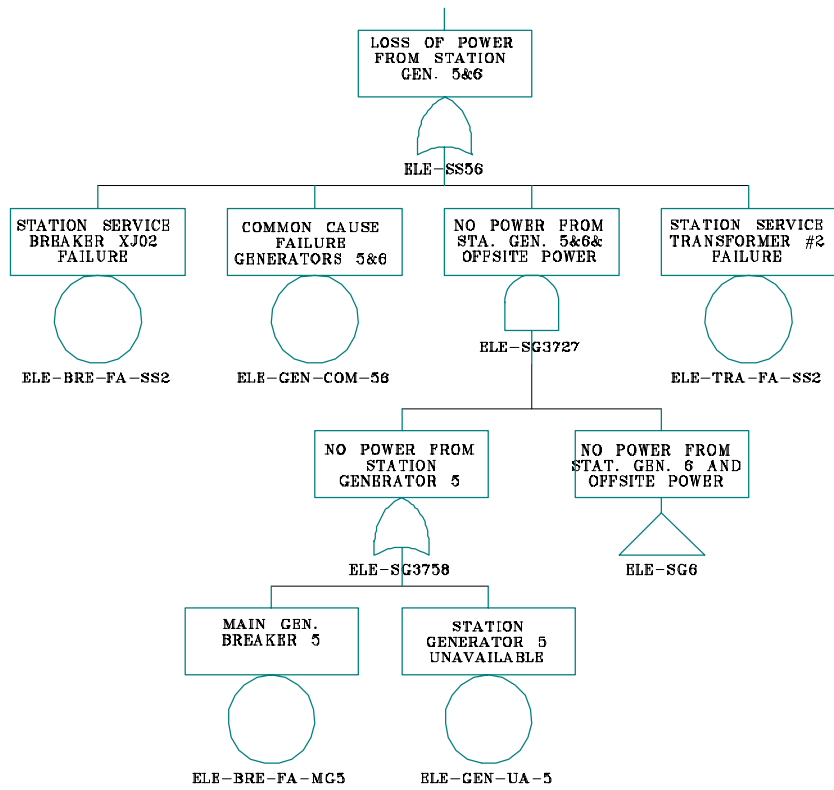 LOSS OF POWER
FROM STATION
GEN. 5&6
ELE-SS56
STATION SERVICE
BREAKER XJ02
FAILURE
ELE-BRE-FA-SS2
COMMON CAUSE
FAILURE
GENERATORS 5&6
ELE-GEN-COM-56
NO POWER FROM
STA. GEN. 5&6&
OFFSITE POWER
ELE-SG3727
STATION SERVICE
TRANSFORMER #2
FAILURE
ELE-TRA-FA-SS2
NO POWER FROM
STATION
GENERATOR 5
ELE-SG3758
NO POWER FROM
STAT. GEN. 6 AND
OFFSITE POWER
ELE-SG6
MAIN GEN.
BREAKER 5
ELE-BRE-FA-MG5
STATION
GENERATOR 5
UNAVAILABLE
ELE-GEN-UA-5